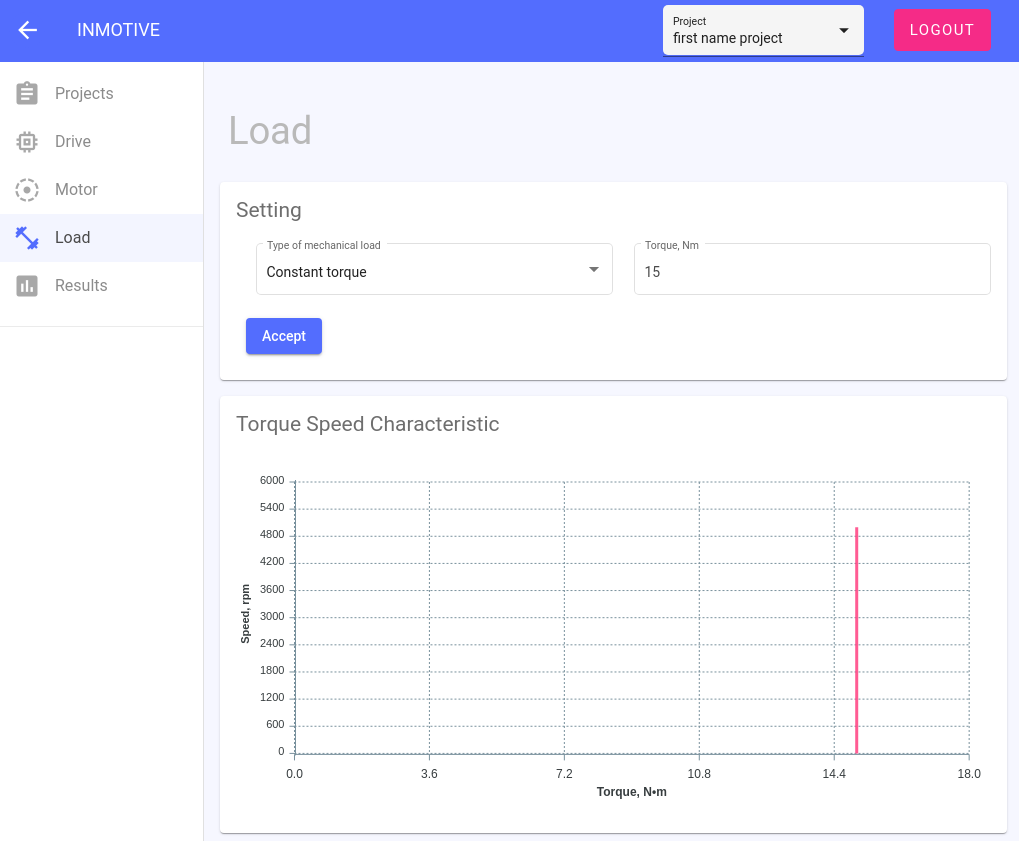 INMOTIVE
Project
first name project
LOGOUT
Projects
Drive
Motor
Load
Results
Load
Setting
Type of mechanical load
Constant torque
Torque, Nm
15
Accept
Torque Speed Characteristic
6000
5400
4800
4200
3600
3000
2400
1800
1200
600
0
Speed, rpm
0.0 3.6 7.2 10.8 14.4 18.0
Torque, N•m